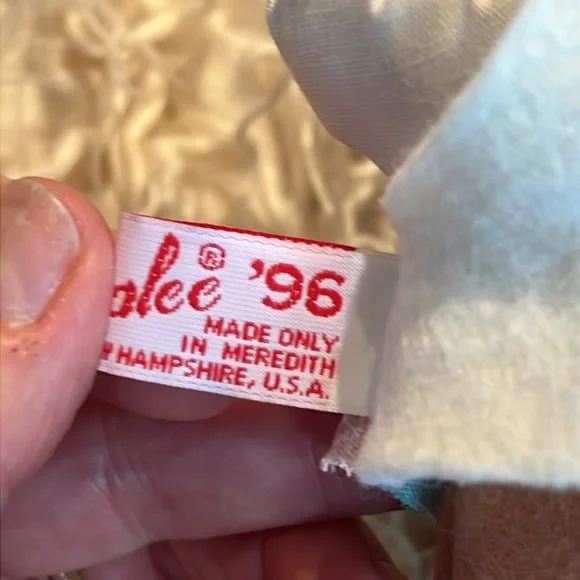 alee® '96
MADE ONLY
IN MEREDITH
HAMPSHIRE, U.S.A.